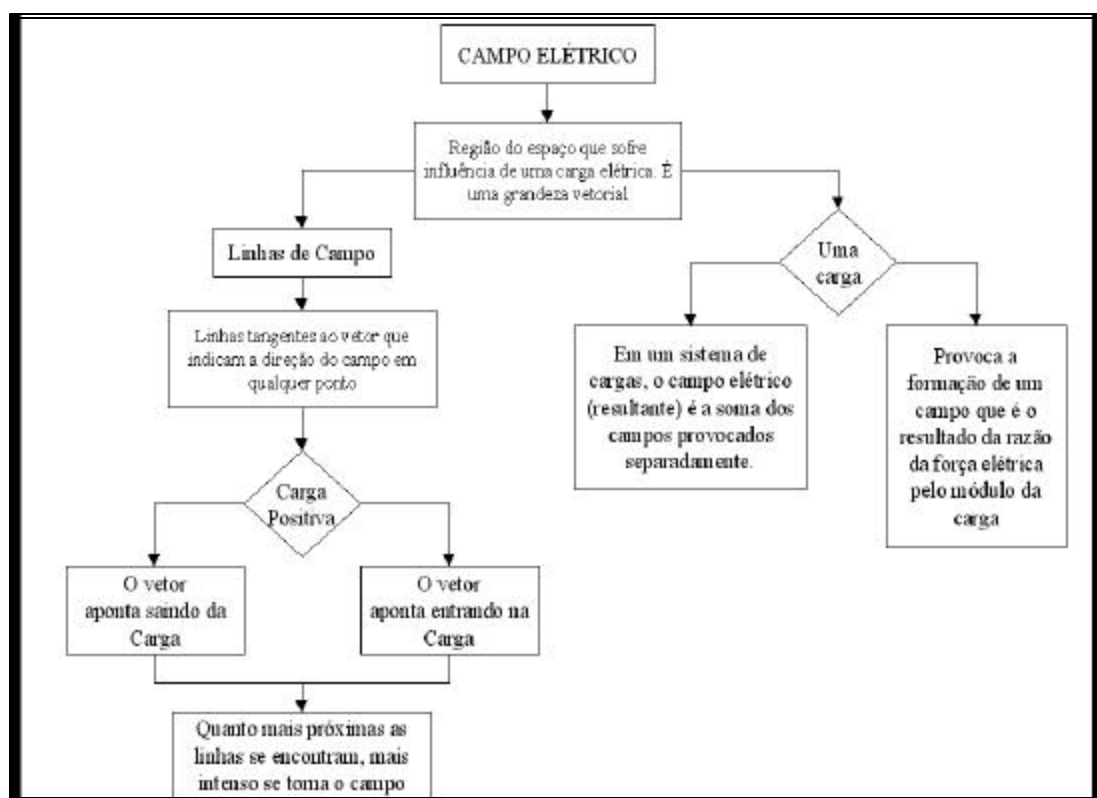 CAMPO ELÉTRICO
Região do espaço que sofre
influência de uma carga elétrica. É
uma grandeza vetorial
Linhas de Campo
Linhas tangentes ao vetor que
indicam a direção do campo em
qualquer ponto
Carga
Positiva
O vetor
aponta saindo da
Carga
O vetor
aponta entrando na
Carga
Quanto mais próximas as
linhas se encontram, mais
intenso se torna o campo
Uma
carga
Em um sistema de
cargas, o campo elétrico
(resultante) é a soma dos
campos provocados
separadamente.
Provoca a
formação de um
campo que é o
resultado da razão
da força elétrica
pelo módulo da
carga